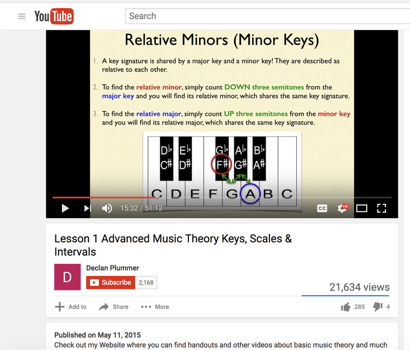 YouTube
Search
Relative Minors (Minor Keys)
1. A key signature is shared by a major key and a minor key! They are described as
relative to each other.
2. To find the relative minor, simply count DOWN three semitones from the
major key and you will find its relative minor, which shares the same key signature.
3. To find the relative major, simply count UP three semitones from the minor key
and you will find its relative major, which shares the same key signature.
D♭ E♭ G♭ A♭ B♭
C# D# F# G# A#
C D E F G A B C
15:32 / 51:12
CC
Lesson 1 Advanced Music Theory Keys, Scales &
Intervals
D
Declan Plummer
Subscribe 2,168
21,634 views
Add to Share More
285 4
Published on May 11, 2015
Check out my Website where you can find handouts and other videos about basic music theory and much